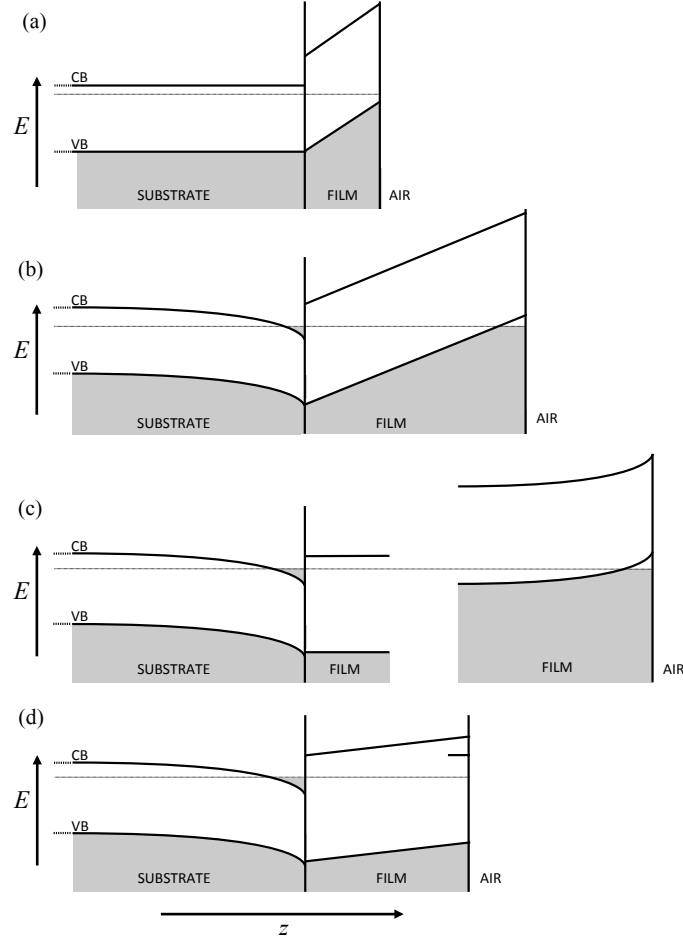 (a)
CB
E
VB
SUBSTRATE FILM AIR
(b)
CB
E
VB
SUBSTRATE FILM AIR
(c)
CB
E
VB
SUBSTRATE FILM FILM AIR
(d)
CB
E
VB
SUBSTRATE FILM AIR
z